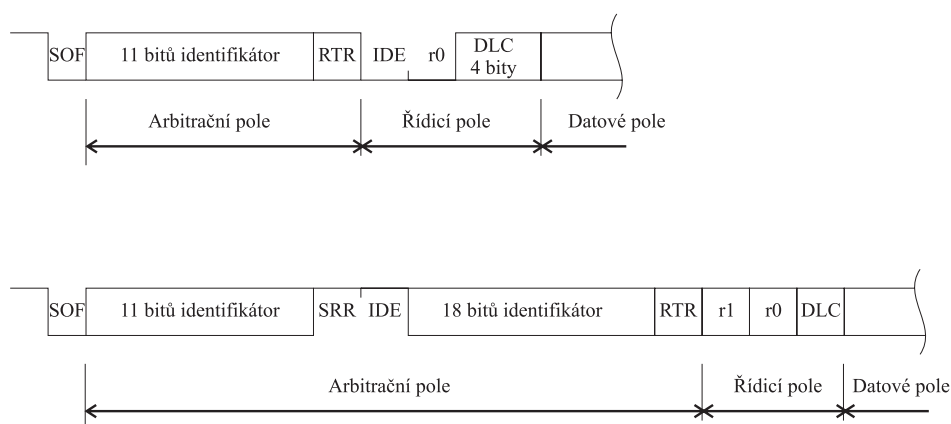 SOF 11 bitů identifikátor RTR IDE r0 DLC
4 bity
Arbitrační pole Řídicí pole Datové pole
SOF 11 bitů identifikátor SRR IDE 18 bitů identifikátor RTR r1 r0 DLC
Arbitrační pole Řídicí pole Datové pole